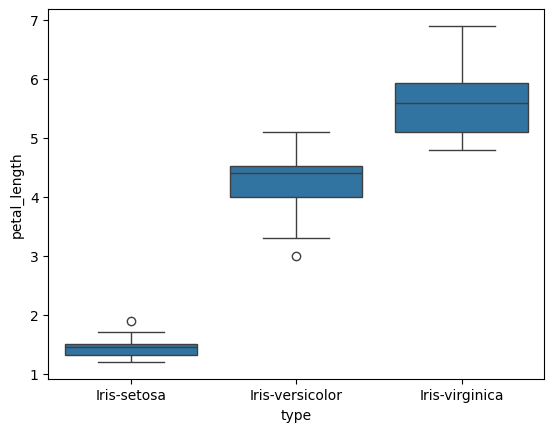 7
6
5
4
3
2
1
petal_length
Iris-setosa
Iris-versicolor
Iris-virginica
type